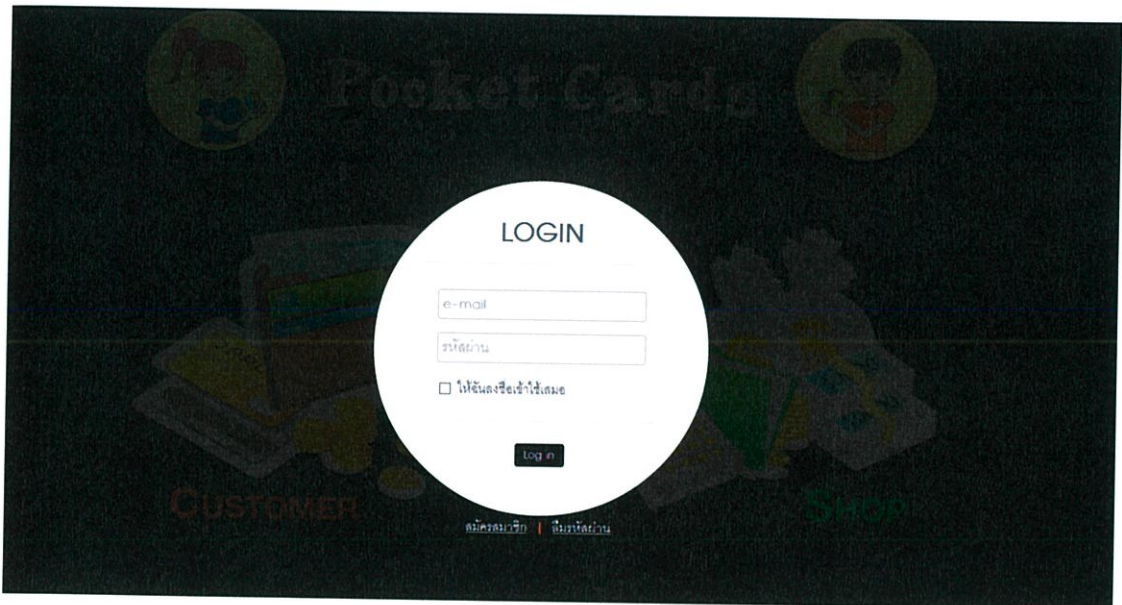 Pocket Cards
LOGIN
e-mail
รหัสผ่าน
ให้ฉันลงชื่อเข้าใช้เสมอ
Log in
CUSTOMER
SHOP
สมัครสมาชิก | ลืมรหัสผ่าน